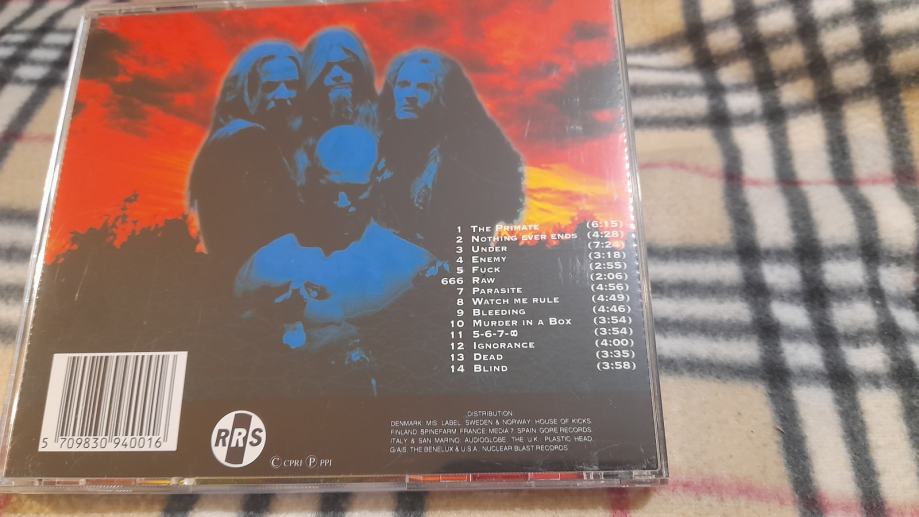 1 The Primate (6:15)
2 Nothing ever ends (4:28)
3 Under (7:24)
4 Enemy (3:18)
5 Fuck (2:55)
666 Raw (2:06)
7 Parasite (4:56)
8 Watch me rule (4:49)
9 Bleeding (4:46)
10 Murder in a Box (3:54)
11 5-6-7-8 (3:54)
12 Ignorance (4:00)
13 Dead (3:35)
14 Blind (3:58)
5 709830 940016
RRS
© CPRI ℗ PPI
DISTRIBUTION:
DENMARK: MIS. LABEL, SWEDEN & NORWAY: HOUSE OF KICKS,
FINLAND: SPINEFARM, FRANCE: MEDIA 7, SPAIN: GORE RECORDS,
ITALY & SAN MARINO: AUDIOGLOBE, THE U.K.: PLASTIC HEAD,
G/A/S, THE BENELUX & U.S.A.: NUCLEAR BLAST RECORDS